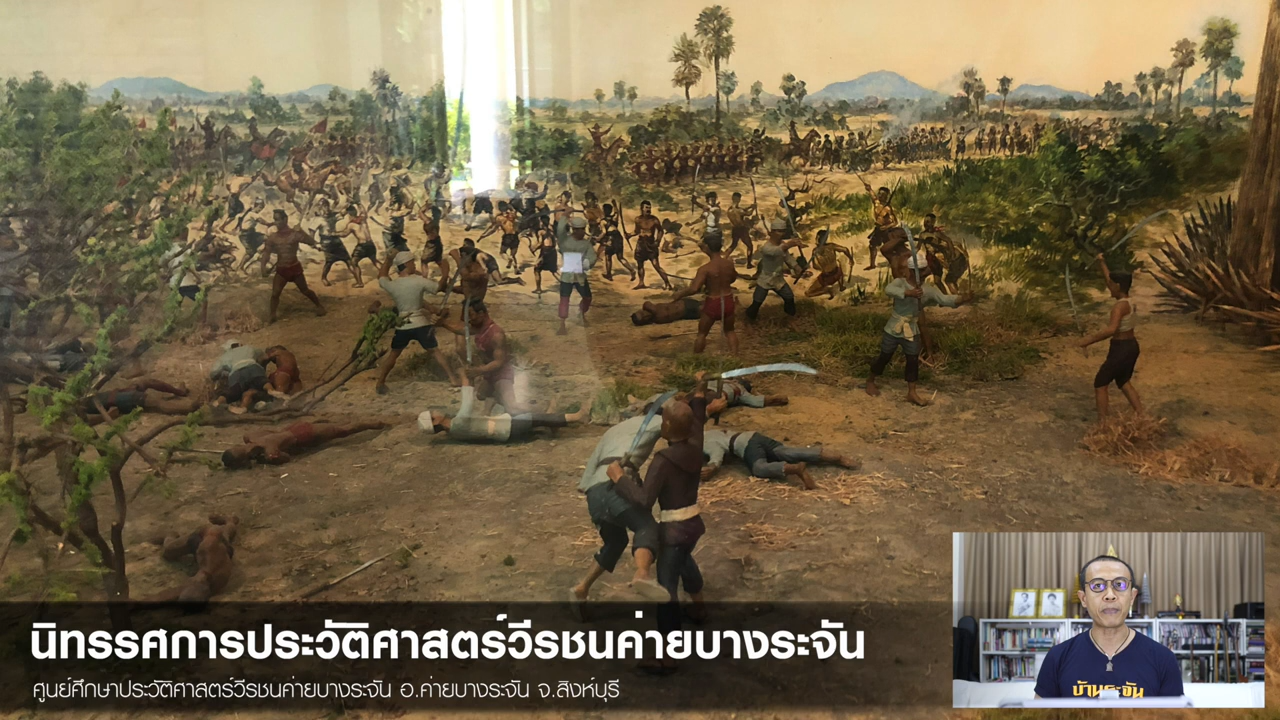 นิทรรศการประวัติศาสตร์วีรชนค่ายบางระจัน
ศูนย์ศึกษาประวัติศาสตร์วีรชนค่ายบางระจัน อ.ค่ายบางระจัน จ.สิงห์บุรี